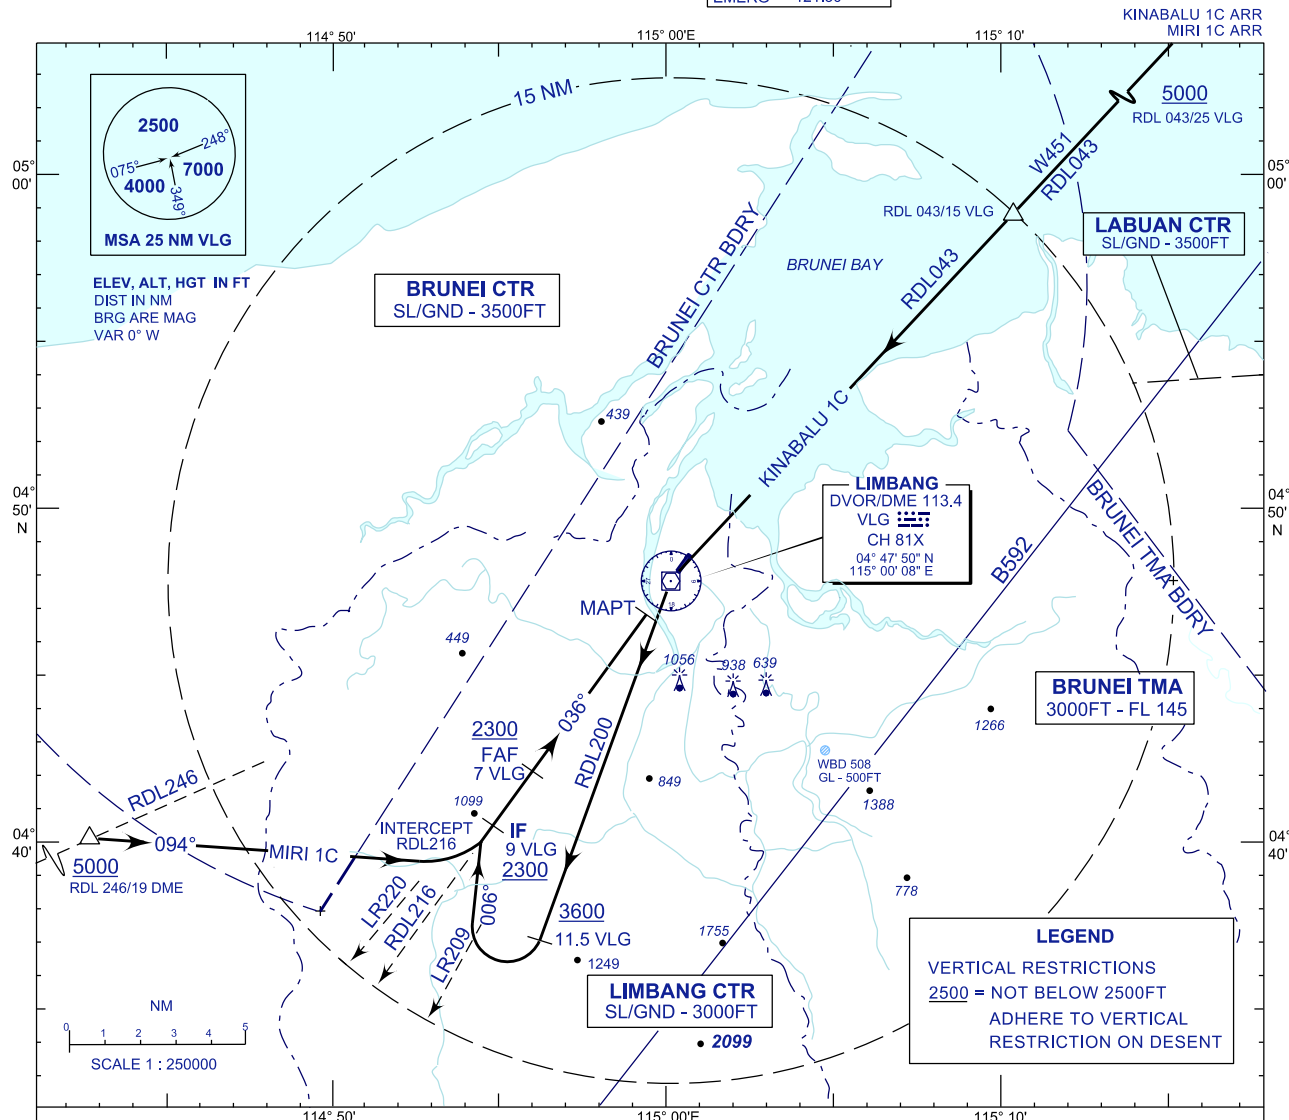 KINABALU 1C ARR
MIRI 1C ARR
114° 50'
115° 00'E
115° 10'
15 NM
2500
248°
075°
7000
4000
349°
MSA 25 NM VLG
5000
RDL 043/25 VLG
W451
RDL043
05°
00'
05°
00'
RDL 043/15 VLG
LABUAN CTR
SL/GND - 3500FT
ELEV, ALT, HGT IN FT
DIST IN NM
BRG ARE MAG
VAR 0° W
BRUNEI CTR
SL/GND - 3500FT
BRUNEI CTR BDRY
BRUNEI BAY
RDL043
439
KINABALU 1C
04°
50'
N
LIMBANG
DVOR/DME 113.4
VLG
CH 81X
04° 47' 50" N
115° 00' 08" E
04°
50'
N
B592
BRUNEI TMA BDRY
MAPT
449
1056
938
639
BRUNEI TMA
3000FT - FL 145
1266
036°
2300
FAF
7 VLG
RDL200
WBD 508
GL - 500FT
849
1388
RDL246
1099
INTERCEPT
RDL216
IF
9 VLG
2300
04°
40'
04°
40'
094°
MIRI 1C
5000
RDL 246/19 DME
LR220
RDL216
LR209
006°
3600
11.5 VLG
1249
778
1755
LIMBANG CTR
SL/GND - 3000FT
2099
NM
0 1 2 3 4 5
SCALE 1 : 250000
LEGEND
VERTICAL RESTRICTIONS
2500 = NOT BELOW 2500FT
ADHERE TO VERTICAL
RESTRICTION ON DESENT
114° 50'
115° 00'E
115° 10'